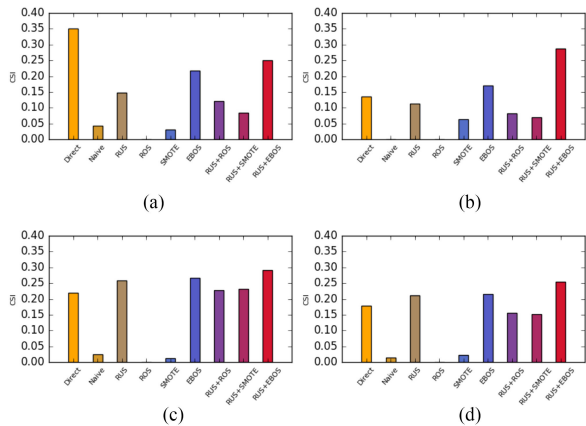 0.40 0.35 0.30 0.25 0.20 0.15 0.10 0.05 0.00
CSI
Direct Naive RUS ROS SMOTE EBOS RUS+ROS RUS+SMOTE RUS+EBOS
(a)
0.40 0.35 0.30 0.25 0.20 0.15 0.10 0.05 0.00
CSI
Direct Naive RUS ROS SMOTE EBOS RUS+ROS RUS+SMOTE RUS+EBOS
(b)
0.40 0.35 0.30 0.25 0.20 0.15 0.10 0.05 0.00
CSI
Direct Naive RUS ROS SMOTE EBOS RUS+ROS RUS+SMOTE RUS+EBOS
(c)
0.40 0.35 0.30 0.25 0.20 0.15 0.10 0.05 0.00
CSI
Direct Naive RUS ROS SMOTE EBOS RUS+ROS RUS+SMOTE RUS+EBOS
(d)